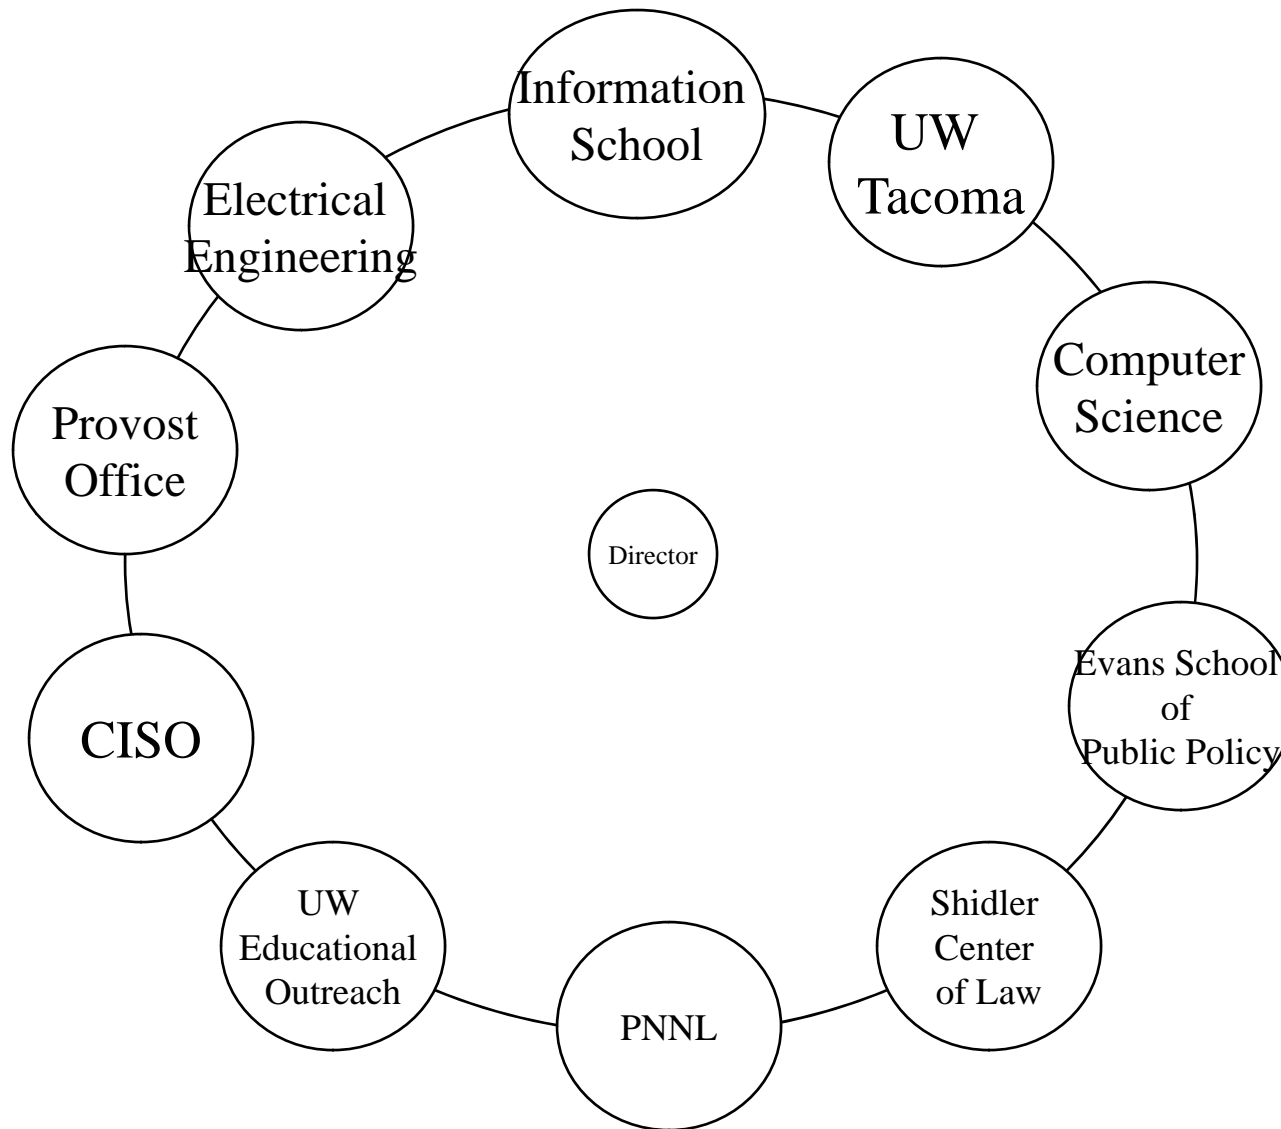 Information
School
UW
Tacoma
Electrical
Engineering
Computer
Science
Provost
Office
Director
Evans School
of
Public Policy
CISO
UW
Educational
Outreach
Shidler
Center
of Law
PNNL